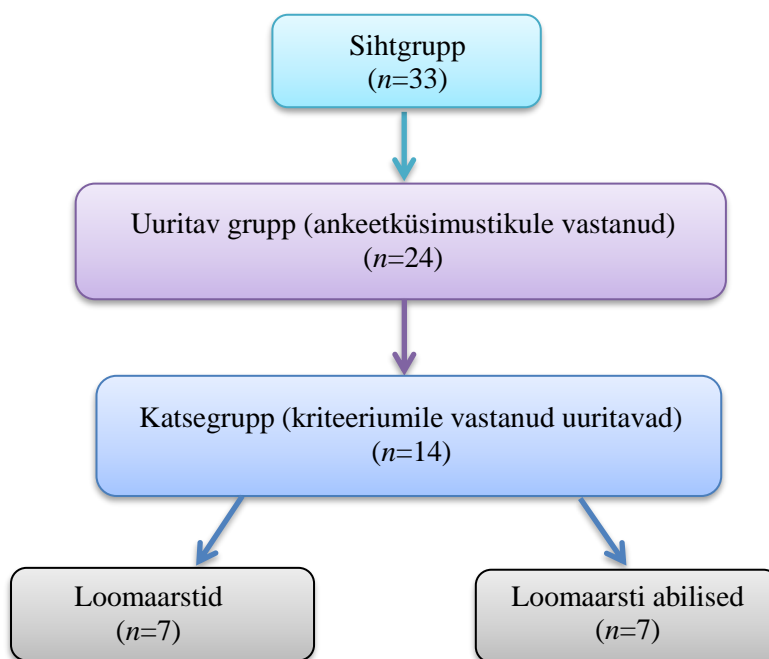 Sihtgrupp
(n=33)
Uuritav grupp (ankeetküsimustikule vastanud)
(n=24)
Katsegrupp (kriteeriumile vastanud uuritavad)
(n=14)
Loomaarstid
(n=7)
Loomaarsti abilised
(n=7)